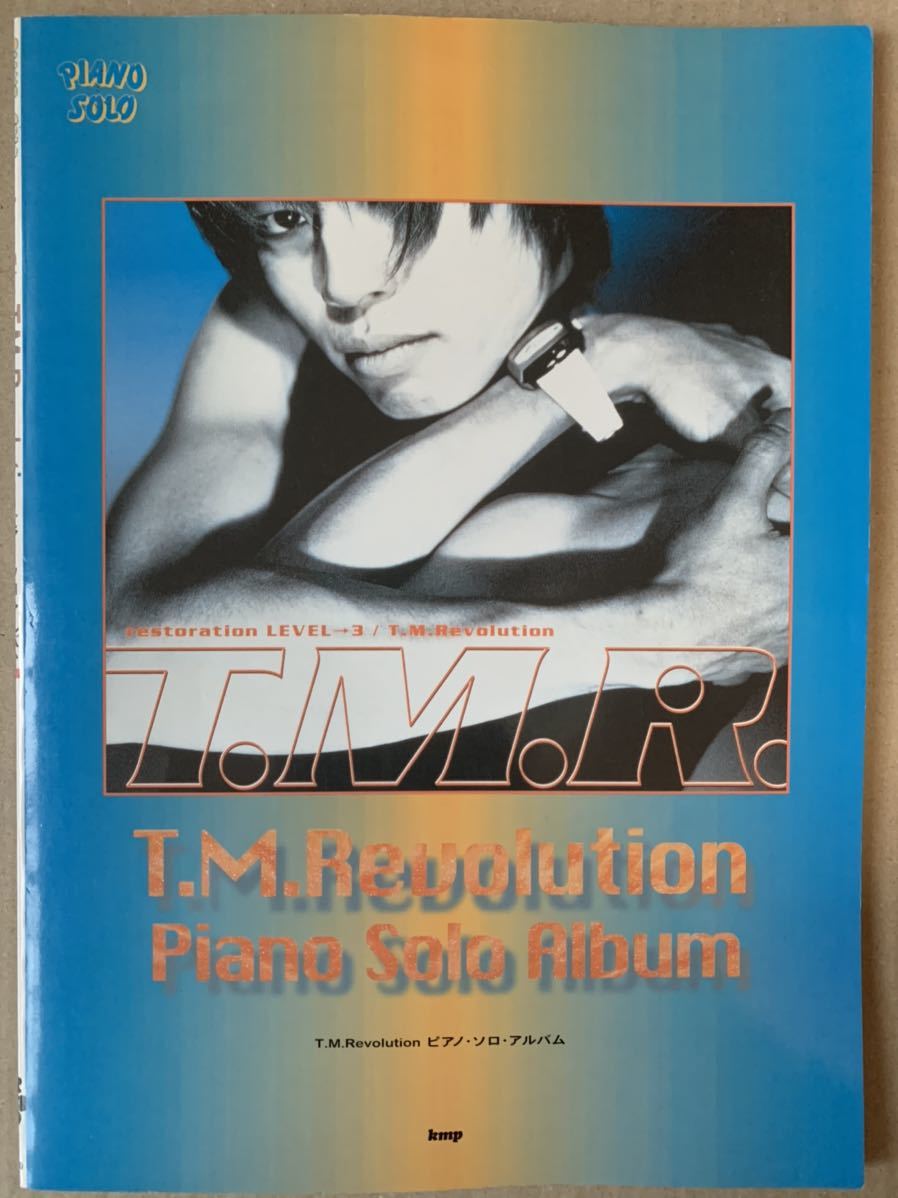 PIANO
SOLO
restoration LEVEL→3 / T.M.Revolution
T.M.R.
T.M.Revolution
Piano Solo Album
T.M.Revolution ピアノ・ソロ・アルバム
kmp